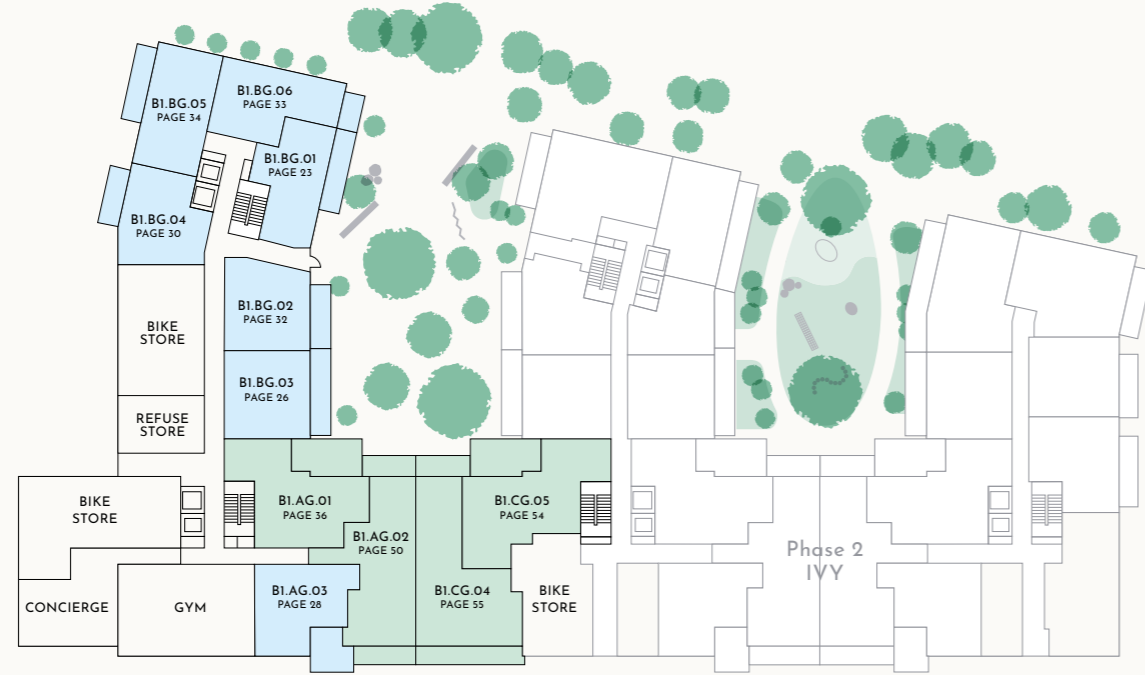 B1.BG.05
PAGE 34
B1.BG.06
PAGE 33
B1.BG.01
PAGE 23
B1.BG.04
PAGE 30
B1.BG.02
PAGE 32
BIKE
STORE
B1.BG.03
PAGE 26
REFUSE
STORE
BIKE
STORE
B1.AG.01
PAGE 36
B1.CG.05
PAGE 54
B1.AG.02
PAGE 50
Phase 2
IVY
CONCIERGE
GYM
B1.AG.03
PAGE 28
B1.CG.04
PAGE 55
BIKE
STORE